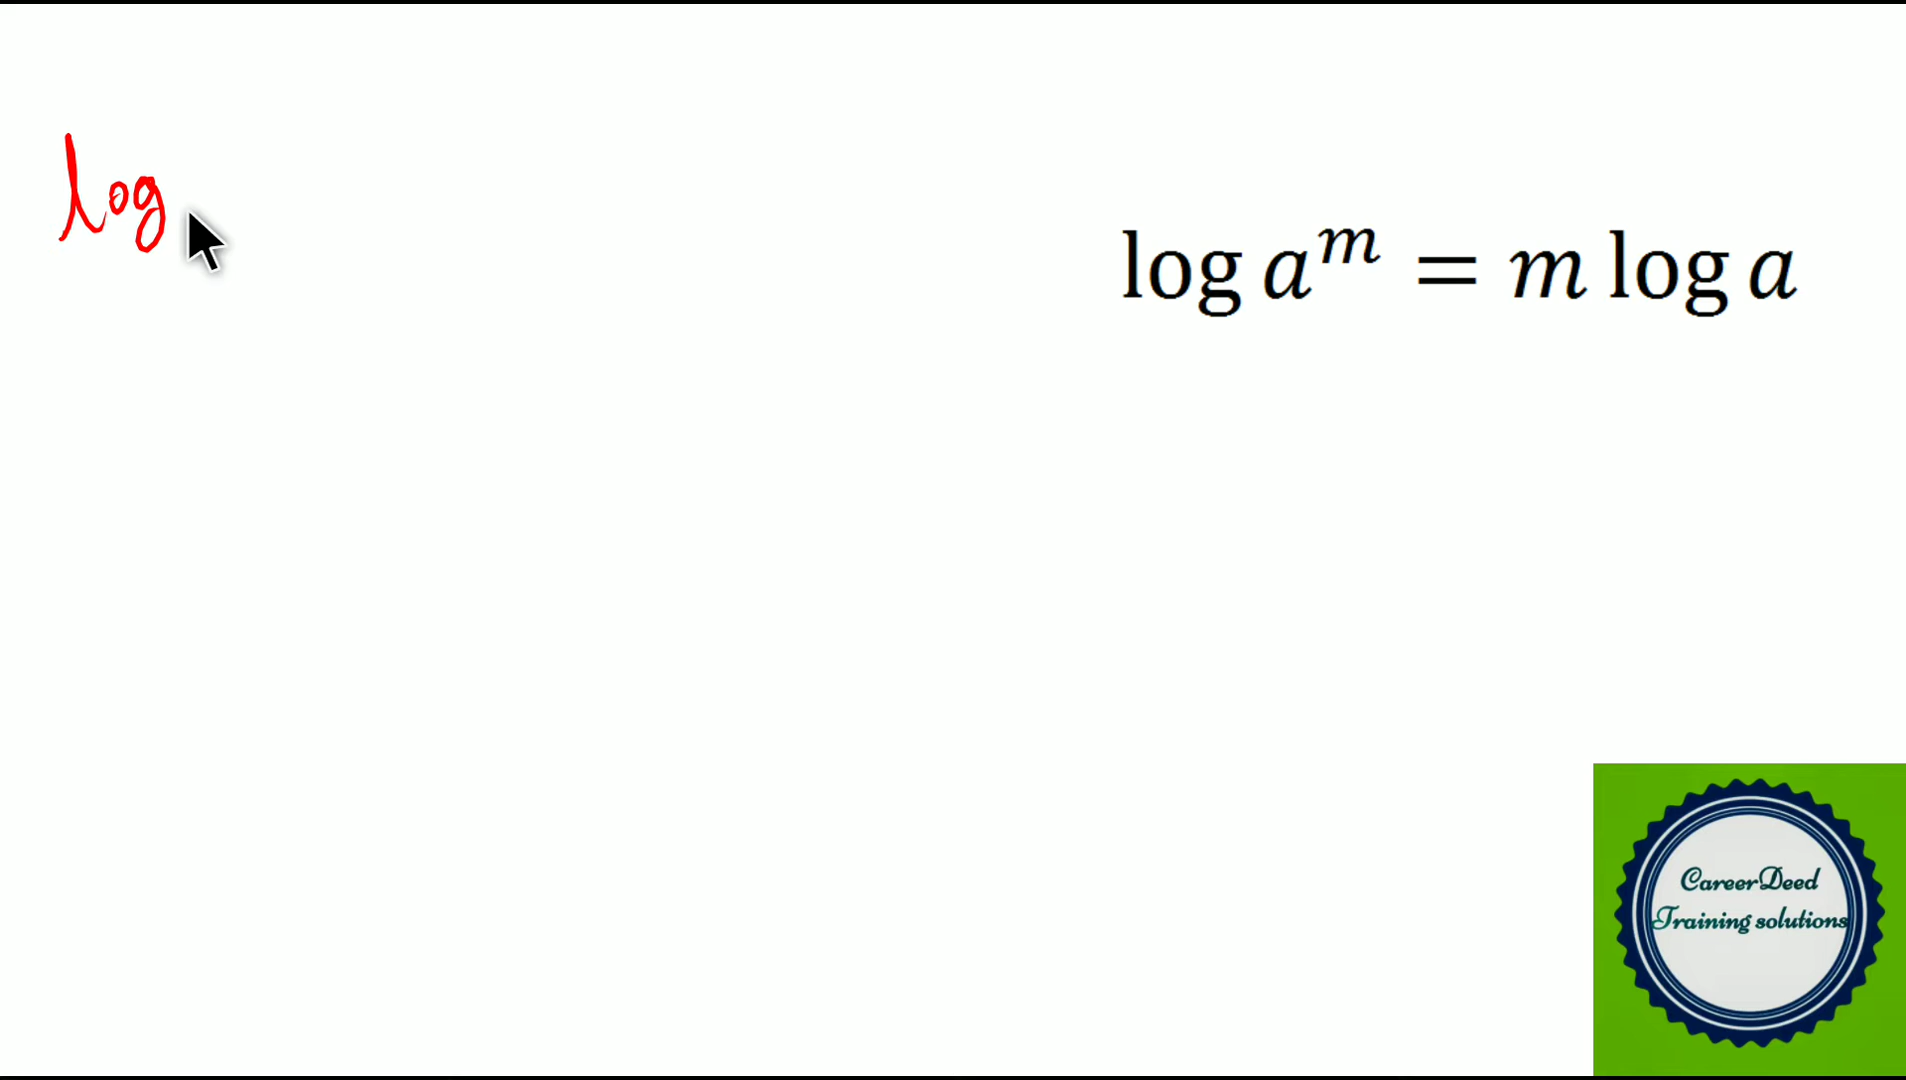 log
log a^m = m log a
CareerDeed
Training solutions